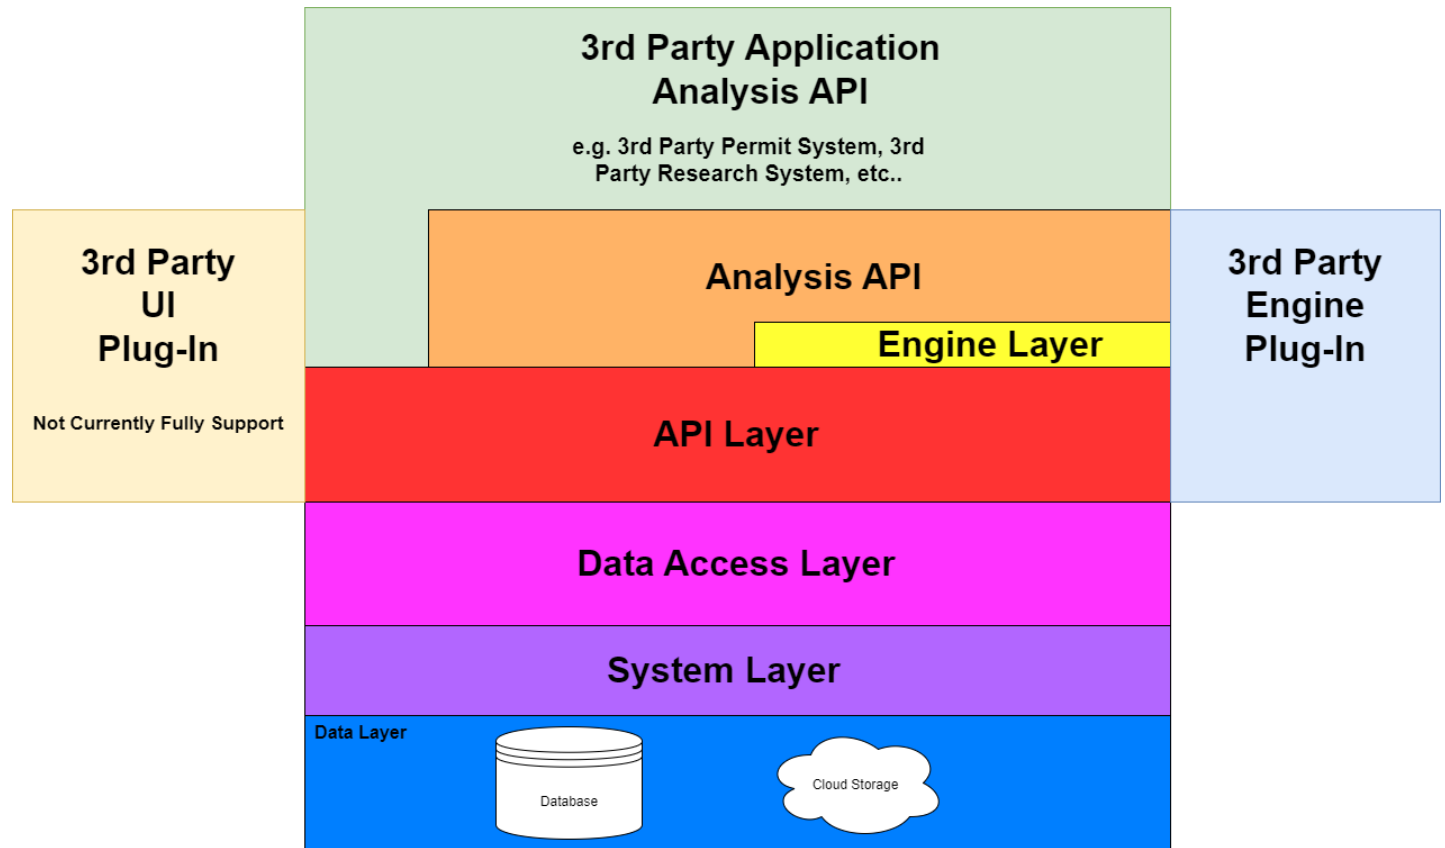 3rd Party Application
Analysis API
e.g. 3rd Party Permit System, 3rd
Party Research System, etc..
3rd Party
UI
Plug-In
Not Currently Fully Support
Analysis API
Engine Layer
3rd Party
Engine
Plug-In
API Layer
Data Access Layer
System Layer
Data Layer
Database
Cloud Storage